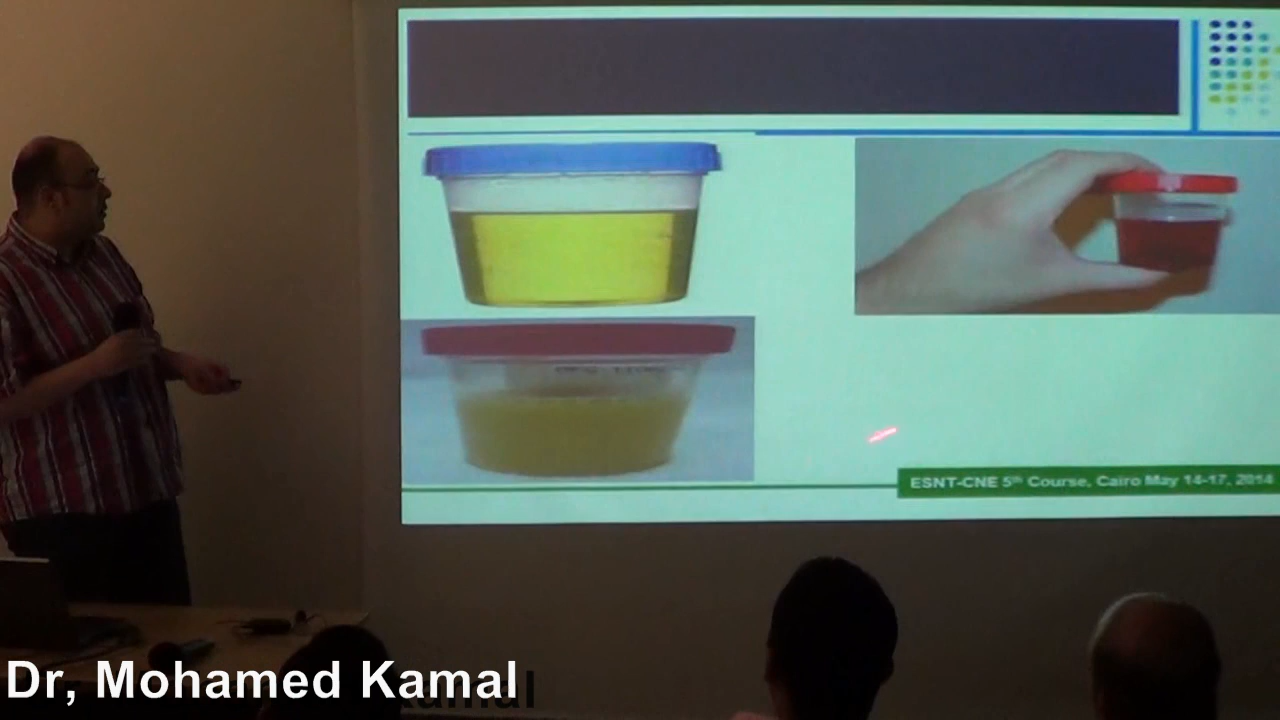 ESNT-CNE 5th Course, Cairo May 14-17, 2014
Dr, Mohamed Kamal